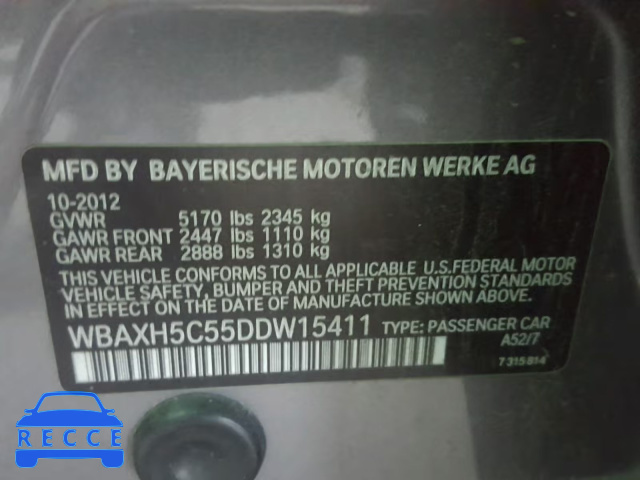 MFD BY BAYERISCHE MOTOREN WERKE AG
10-2012
GVWR 5170 lbs 2345 kg
GAWR FRONT 2447 lbs 1110 kg
GAWR REAR 2888 lbs 1310 kg
THIS VEHICLE CONFORMS TO ALL APPLICABLE U.S.FEDERAL MOTOR
VEHICLE SAFETY, BUMPER AND THEFT PREVENTION STANDARDS
IN EFFECT ON THE DATE OF MANUFACTURE SHOWN ABOVE.
WBAXH5C55DDW15411 TYPE: PASSENGER CAR
A52/7
7 315 814
RECCE